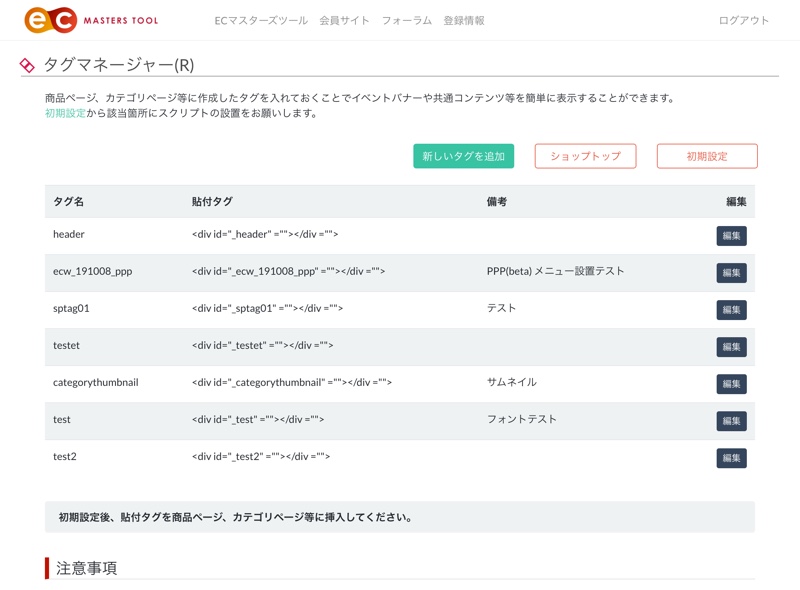 ec MASTERS TOOL ECマスターズツール 会員サイト フォーラム 登録情報 ログアウト
タグマネージャー(R)
商品ページ、カテゴリページ等に作成したタグを入れておくことでイベントバナーや共通コンテンツ等を簡単に表示することができます。
初期設定から該当箇所にスクリプトの設置をお願いします。
新しいタグを追加 ショップトップ 初期設定
タグ名 貼付タグ 備考 編集
header <div id="_header" =""></div =""> 編集
ecw_191008_ppp <div id="_ecw_191008_ppp" =""></div =""> PPP(beta) メニュー設置テスト 編集
sptag01 <div id="_sptag01" =""></div =""> テスト 編集
testet <div id="_testet" =""></div =""> 編集
categorythumbnail <div id="_categorythumbnail" =""></div =""> サムネイル 編集
test <div id="_test" =""></div =""> フォントテスト 編集
test2 <div id="_test2" =""></div =""> 編集
初期設定後、貼付タグを商品ページ、カテゴリページ等に挿入してください。
注意事項